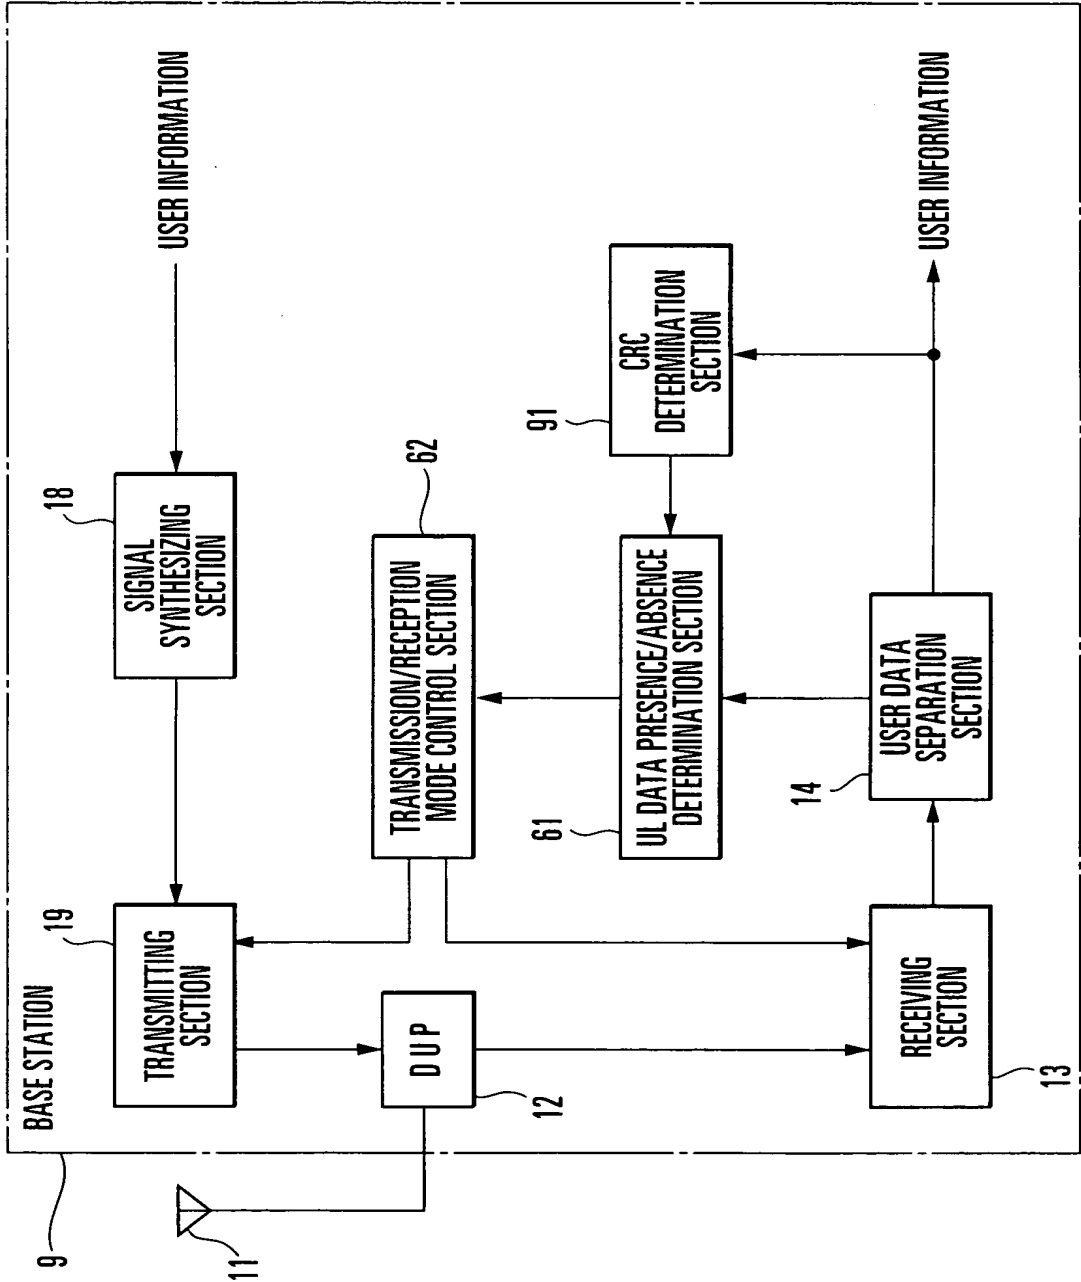 9
BASE STATION
11
19
TRANSMITTING
SECTION
18
SIGNAL
SYNTHESIZING
SECTION
USER INFORMATION
DUP
12
62
TRANSMISSION/RECEPTION
MODE CONTROL SECTION
61
UL DATA PRESENCE/ABSENCE
DETERMINATION SECTION
91
CRC
DETERMINATION
SECTION
13
RECEIVING
SECTION
14
USER DATA
SEPARATION
SECTION
USER INFORMATION